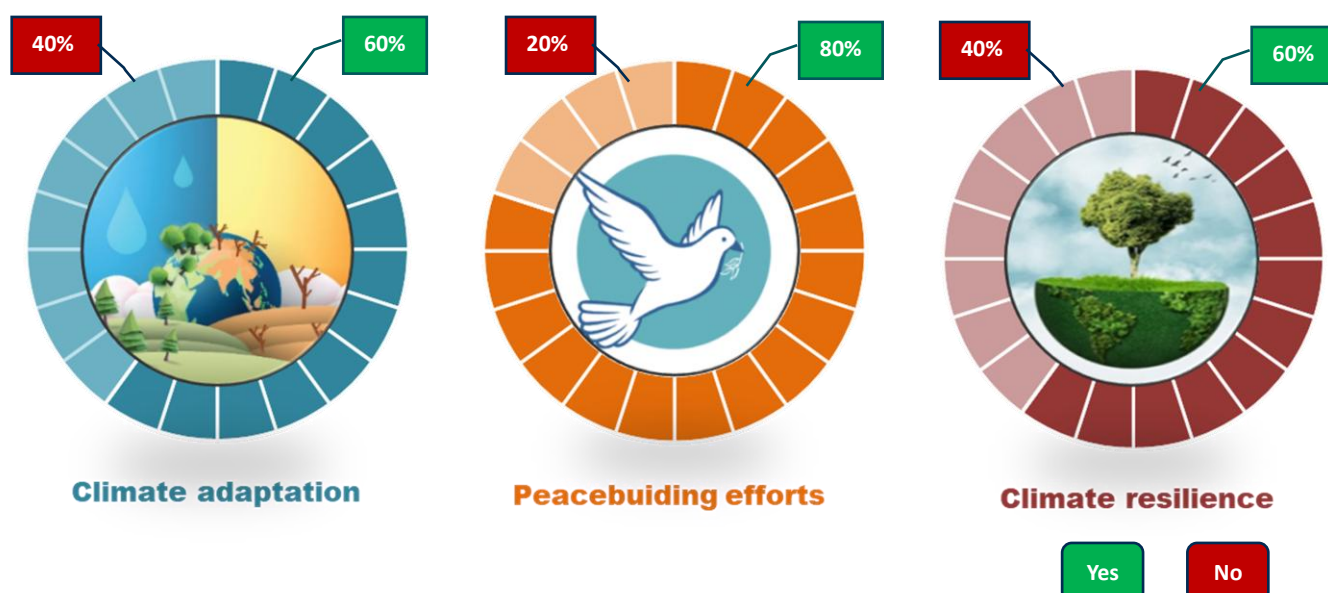 40%
60%
20%
80%
40%
60%
Climate adaptation
Peacebuiding efforts
Climate resilience
Yes
No